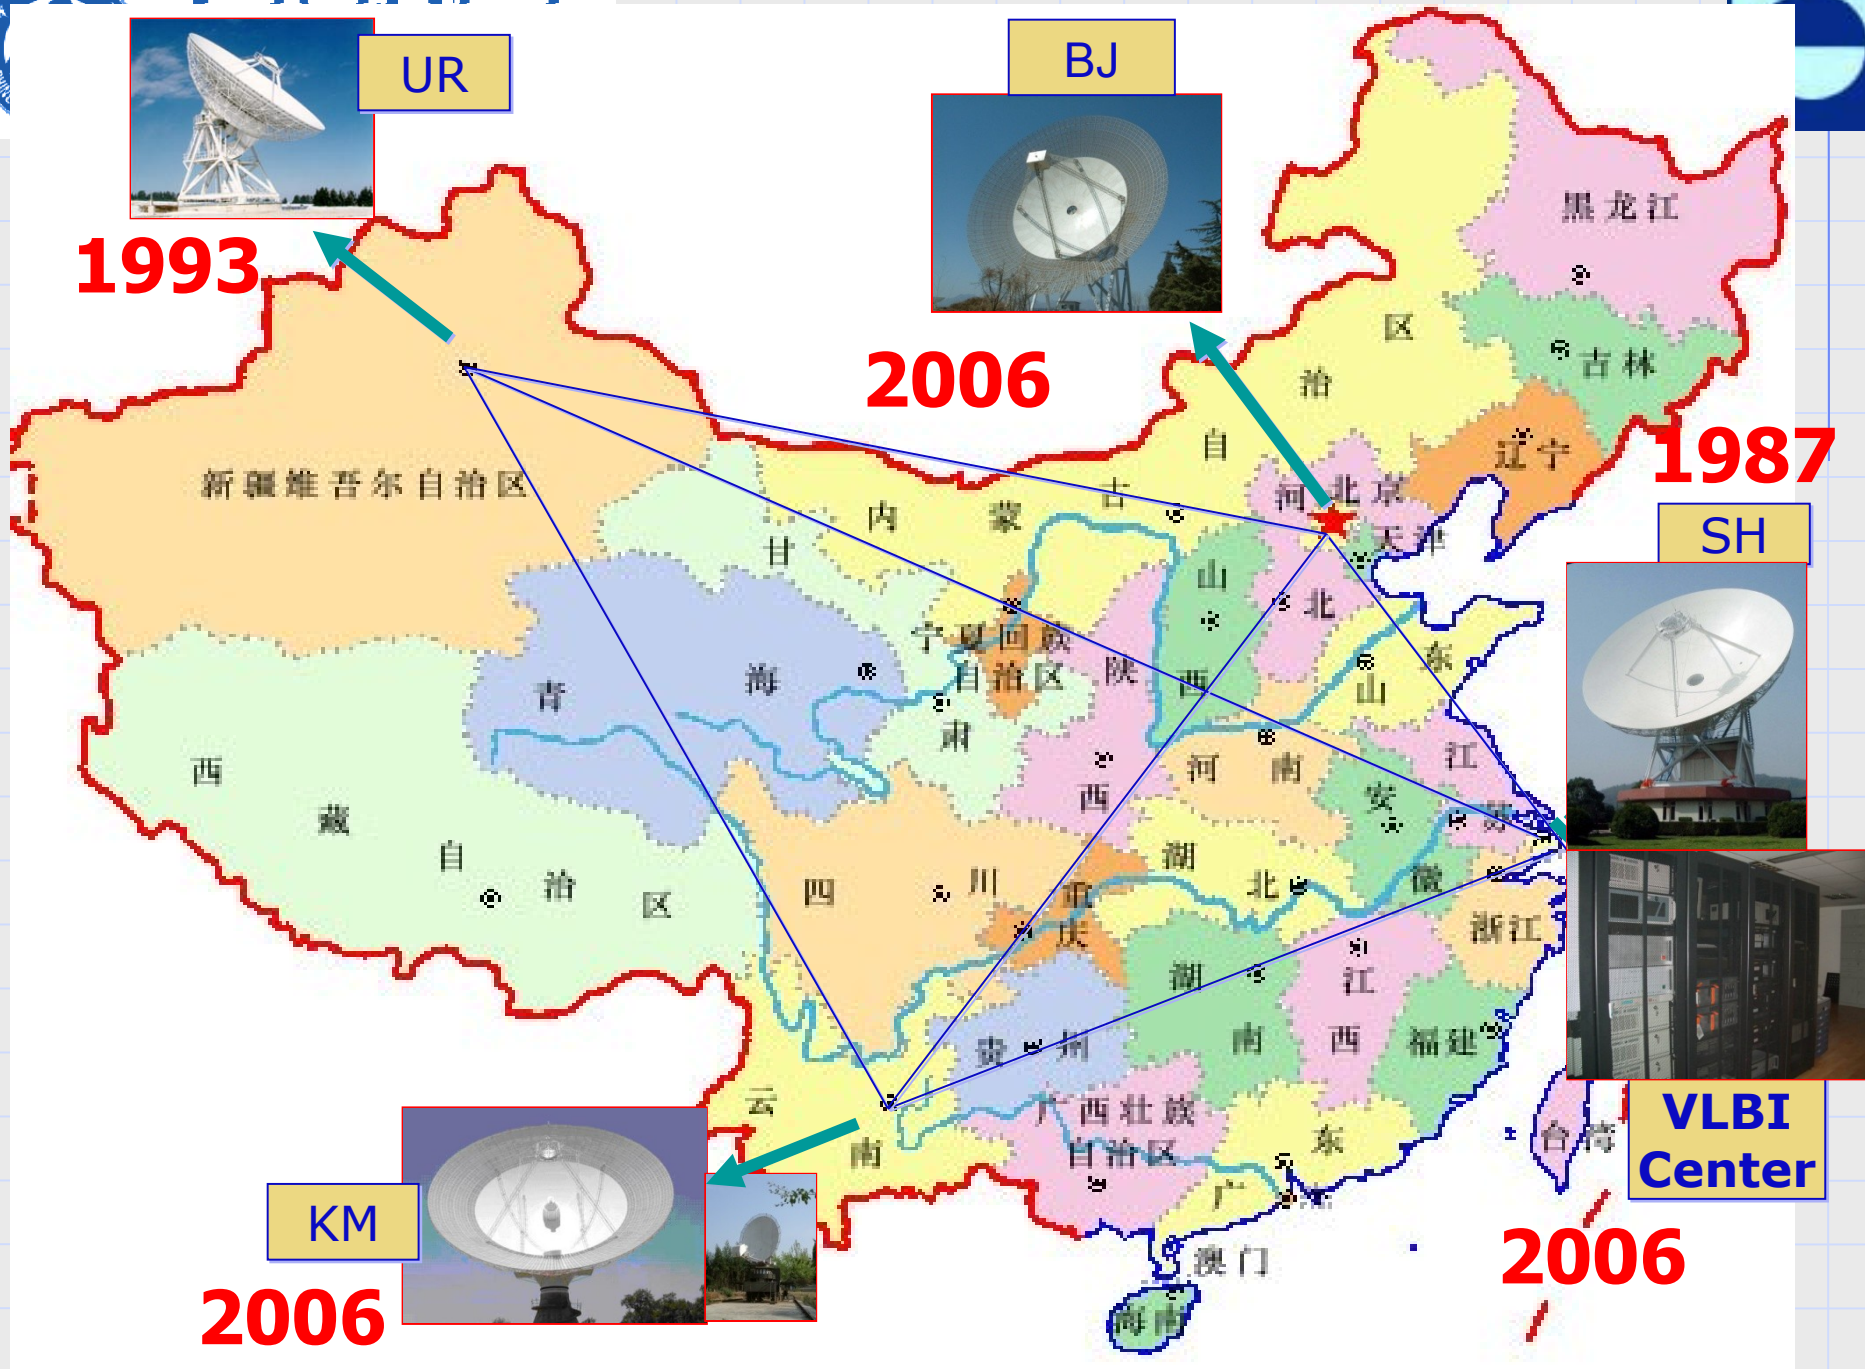 UR
BJ
1993
2006
1987
SH
黑龙江
吉林
辽宁
内
蒙
古
自
治
区
新疆维吾尔自治区
北京
天津
河
北
山
西
山
东
甘
肃
宁夏回族
自治区
陕
西
青
海
西
藏
自
治
区
四
川
重
庆
河
南
湖
北
安
徽
江
苏
浙江
湖
南
江
西
福建
贵
州
云
南
广西壮族
自治区
广
东
台湾
澳门
海南
KM
2006
VLBI
Center
2006